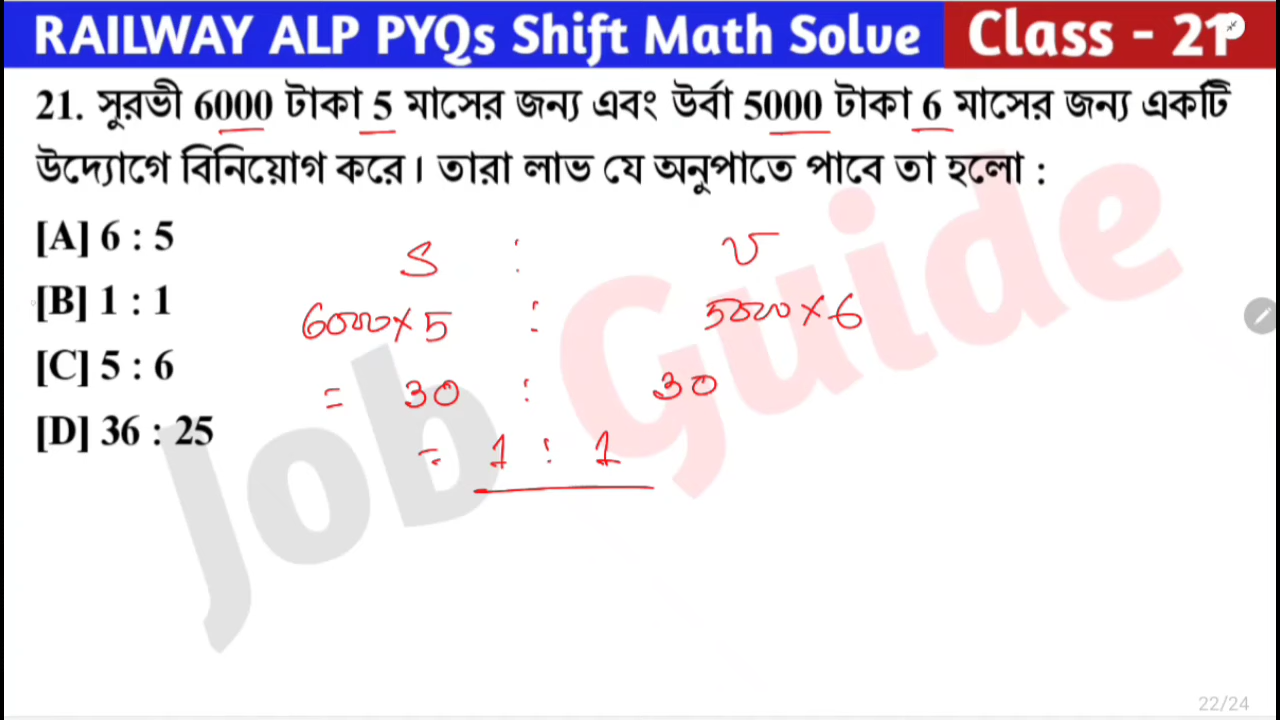 RAILWAY ALP PYQs Shift Math Solve Class - 21
21. সুরভী 6000 টাকা 5 মাসের জন্য এবং উর্বা 5000 টাকা 6 মাসের জন্য একটি
উদ্যোগে বিনিয়োগ করে। তারা লাভ যে অনুপাতে পাবে তা হলো :
[A] 6 : 5
[B] 1 : 1
[C] 5 : 6
[D] 36 : 25
S : U
6000×5 : 5000×6
= 30 : 30
= 1 : 1
Job Guide
22/24